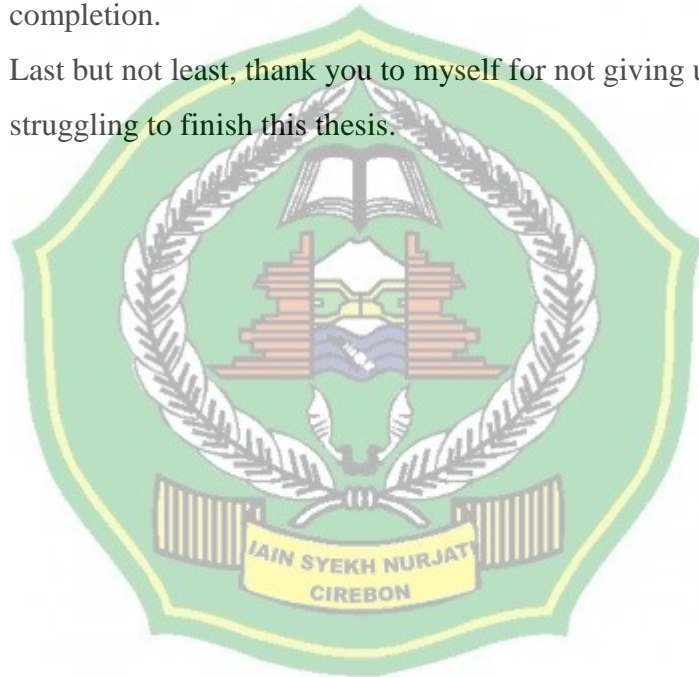 completion.
Last but not least, thank you to myself for not giving u
struggling to finish this thesis.
IAIN SYEKH NURJATI
CIREBON